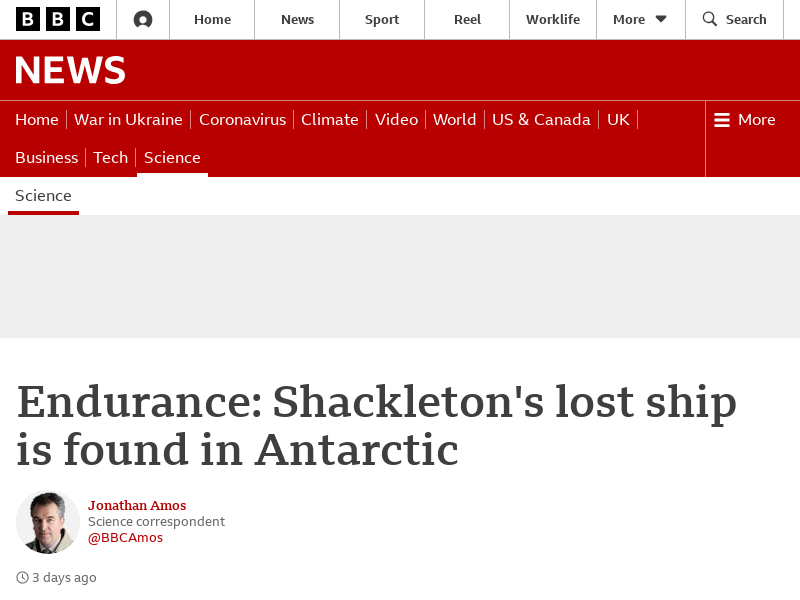 BBC Home News Sport Reel Worklife More Search
NEWS
Home War in Ukraine Coronavirus Climate Video World US & Canada UK More
Business Tech Science
Science
Endurance: Shackleton's lost ship
is found in Antarctic
Jonathan Amos
Science correspondent
@BBCAmos
3 days ago